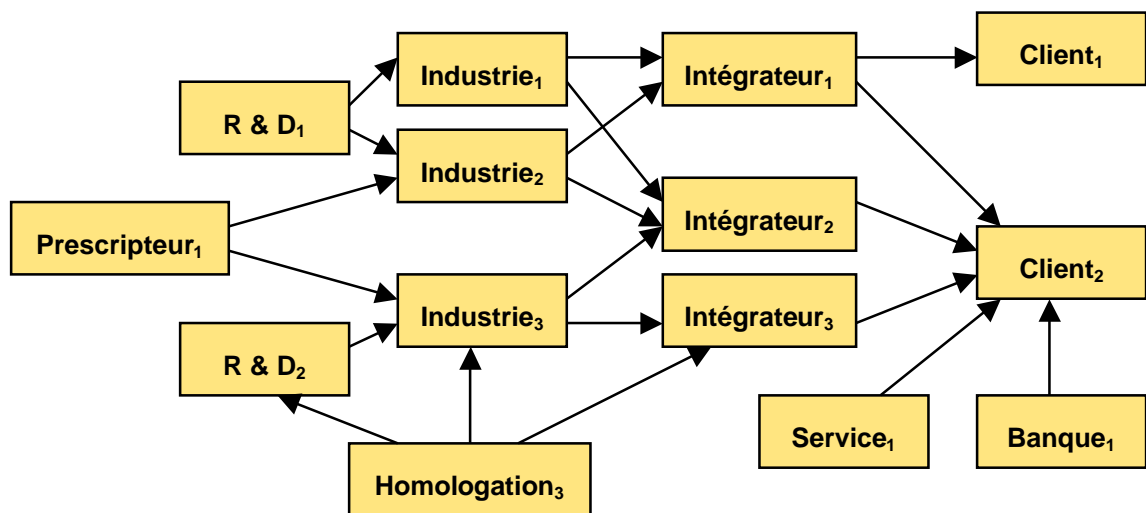 Industrie₁
Intégrateur₁
Client₁
R & D₁
Industrie₂
Intégrateur₂
Prescripteur₁
Client₂
Industrie₃
Intégrateur₃
R & D₂
Service₁
Banque₁
Homologation₃